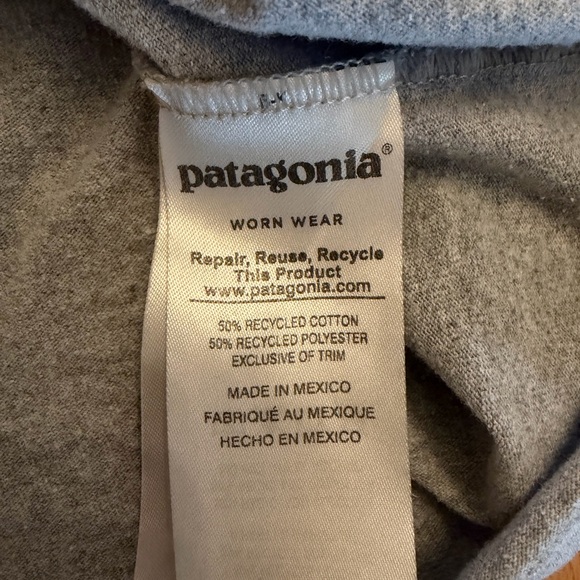 patagonia®
WORN WEAR
Repair, Reuse, Recycle
This Product
www.patagonia.com
50% RECYCLED COTTON
50% RECYCLED POLYESTER
EXCLUSIVE OF TRIM
MADE IN MEXICO
FABRIQUÉ AU MEXIQUE
HECHO EN MEXICO